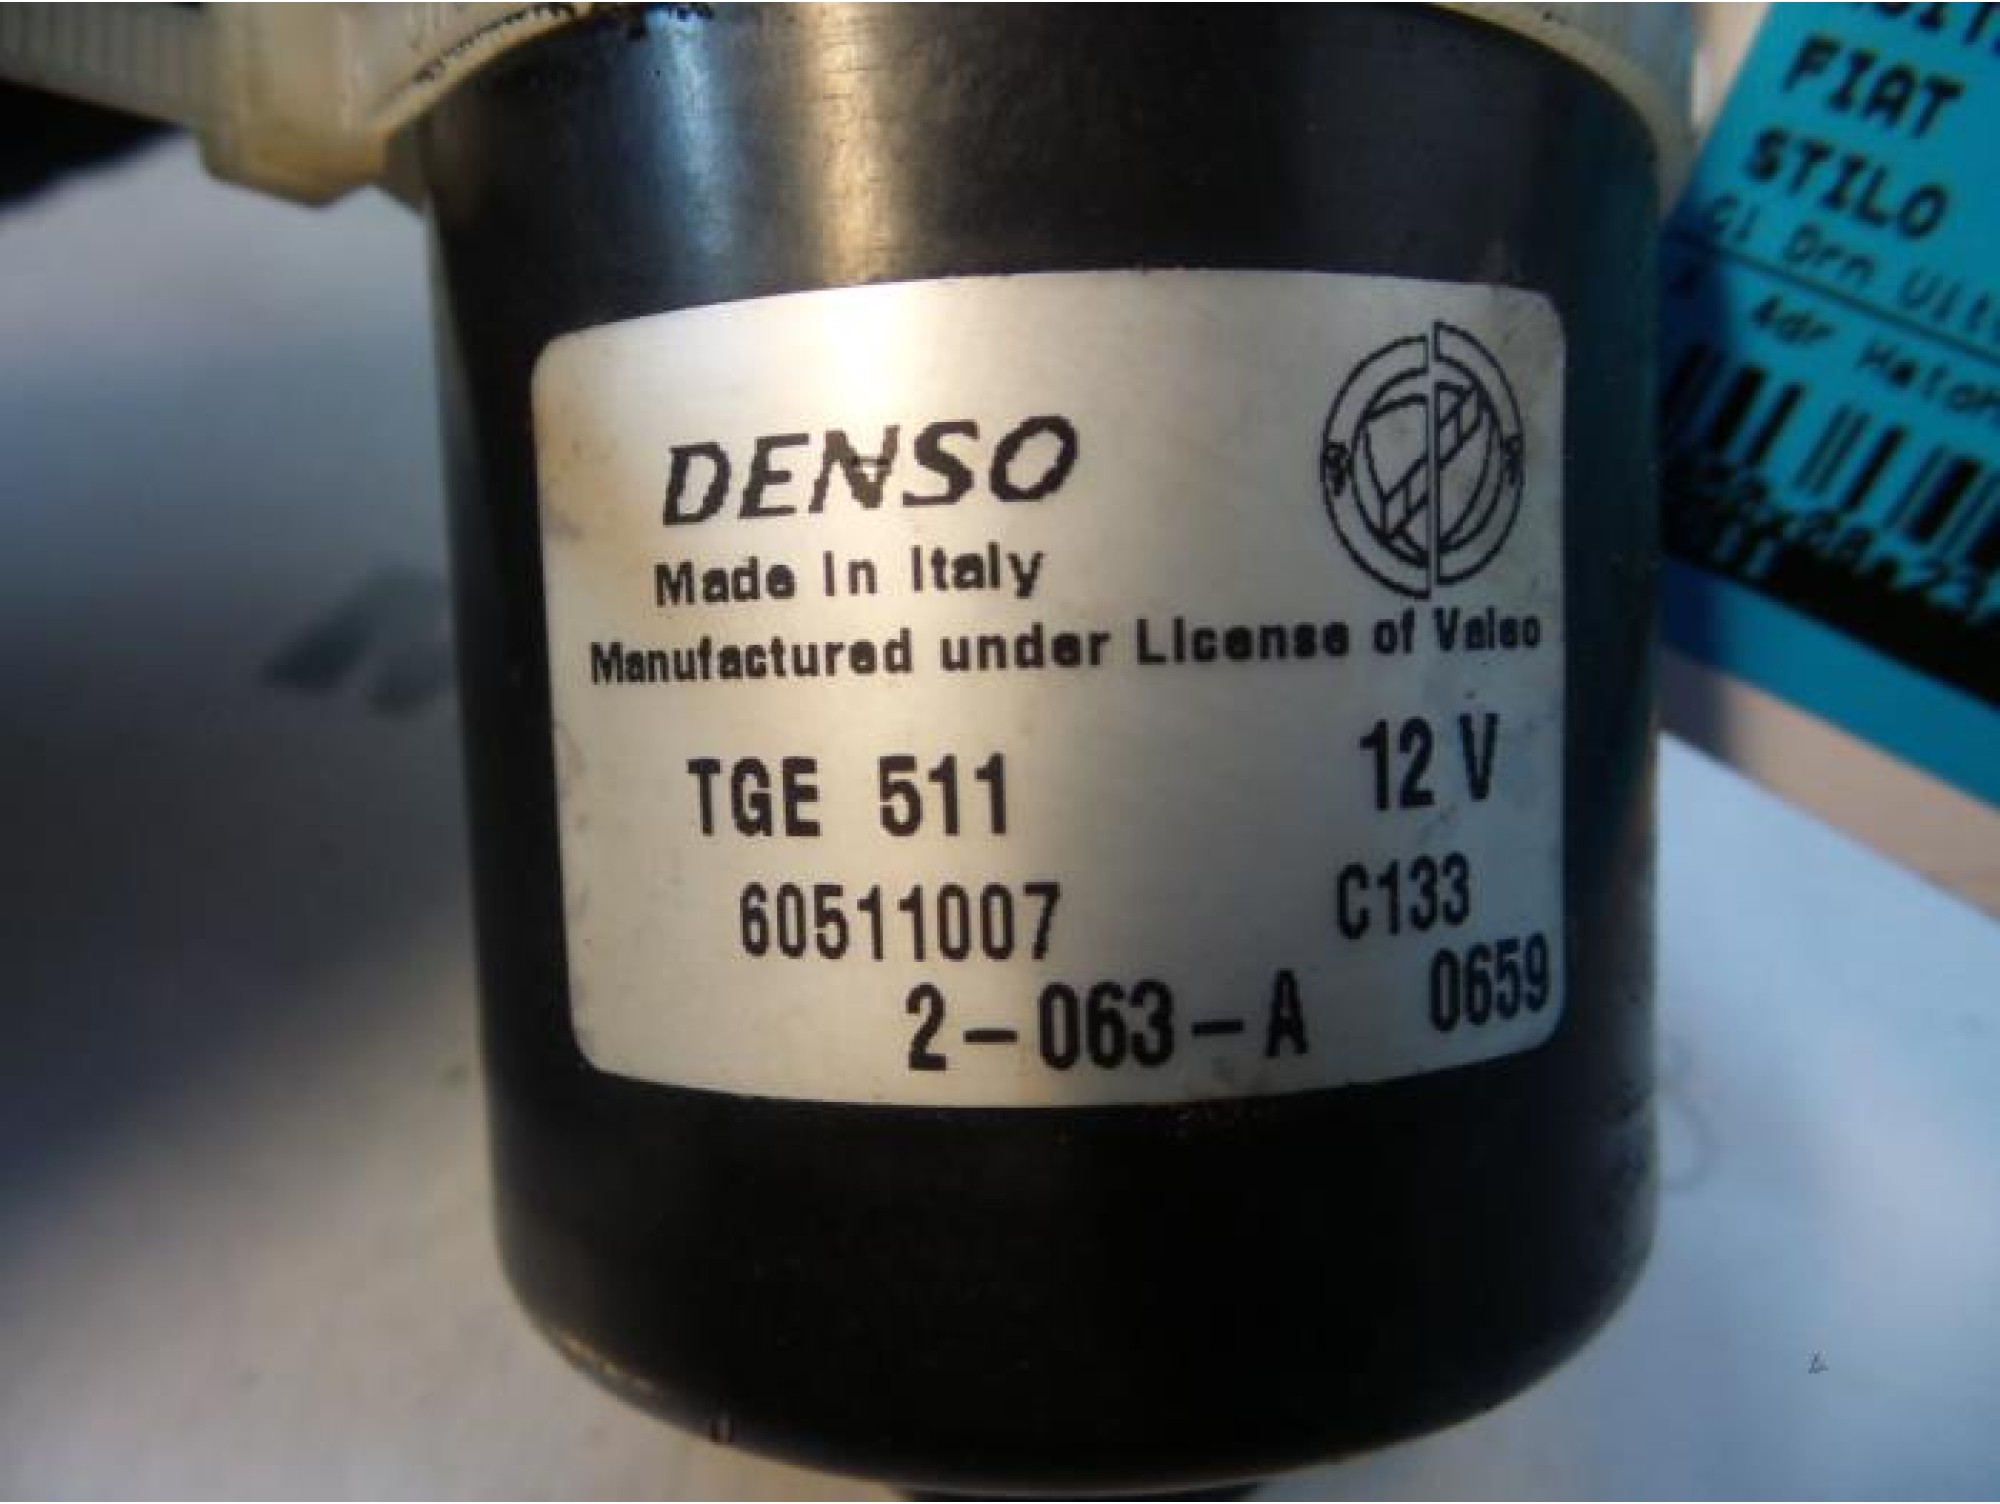 DENSO
Made in Italy
Manufactured under License of Valeo
TGE 511 12 V
60511007 C133
2-063-A 0659
FIAT
STILO